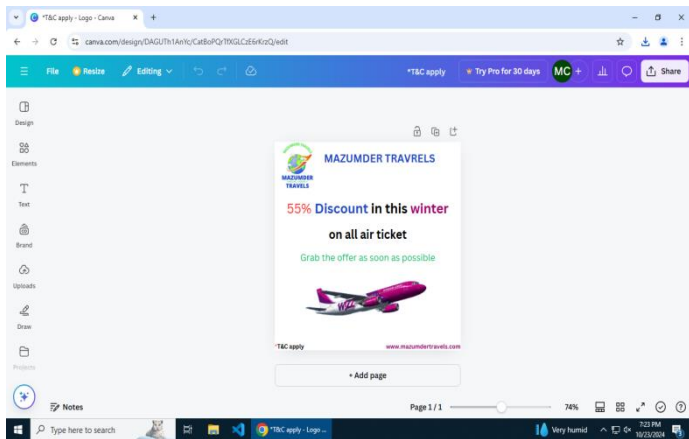 *T&C apply - Logo - Canva
canva.com/design/DAGUTh1AnYc/CatBoPQrTfXGLCzE6rKrzQ/edit
File
Resize
Editing
*T&C apply
Try Pro for 30 days
MC
Share
Design
Elements
Text
Brand
Uploads
Draw
Projects
MAZUMDER
TRAVELS
MAZUMDER TRAVRELS
55% Discount in this winter
on all air ticket
Grab the offer as soon as possible
WIZZ
*T&C apply
www.mazumdertravels.com
+ Add page
Notes
Page 1 / 1
74%
Type here to search
*T&C apply - Logo ...
Very humid
7:23 PM
10/23/2024